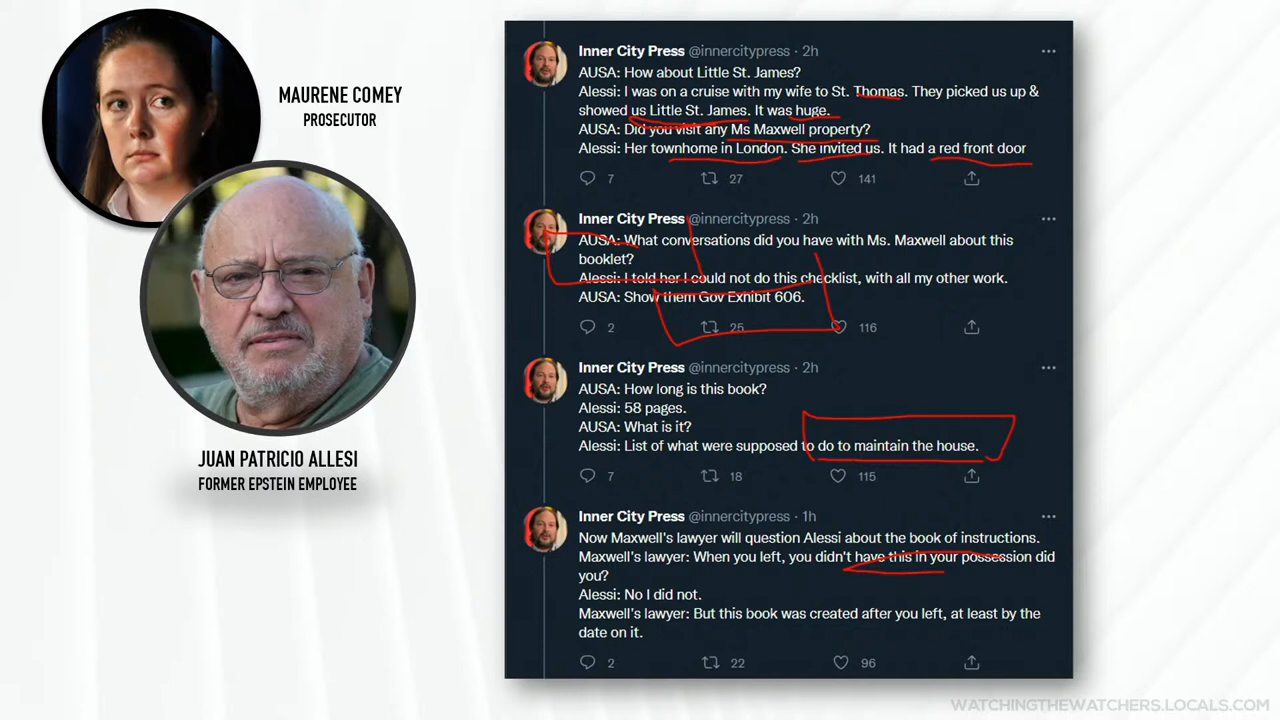 MAURENE COMEY
PROSECUTOR
JUAN PATRICIO ALLESI
FORMER EPSTEIN EMPLOYEE
Inner City Press @innercitypress · 2h
AUSA: How about Little St. James?
Alessi: I was on a cruise with my wife to St. Thomas. They picked us up &
showed us Little St. James. It was huge.
AUSA: Did you visit any Ms Maxwell property?
Alessi: Her townhome in London. She invited us. It had a red front door
7 27 141
Inner City Press @innercitypress · 2h
AUSA: What conversations did you have with Ms. Maxwell about this
booklet?
Alessi: I told her I could not do this checklist, with all my other work.
AUSA: Show them Gov Exhibit 606.
2 25 116
Inner City Press @innercitypress · 2h
AUSA: How long is this book?
Alessi: 58 pages.
AUSA: What is it?
Alessi: List of what were supposed to do to maintain the house.
7 18 115
Inner City Press @innercitypress · 1h
Now Maxwell's lawyer will question Alessi about the book of instructions.
Maxwell's lawyer: When you left, you didn't have this in your possession did
you?
Alessi: No I did not.
Maxwell's lawyer: But this book was created after you left, at least by the
date on it.
2 22 96
WATCHINGTHEWATCHERS.LOCALS.COM